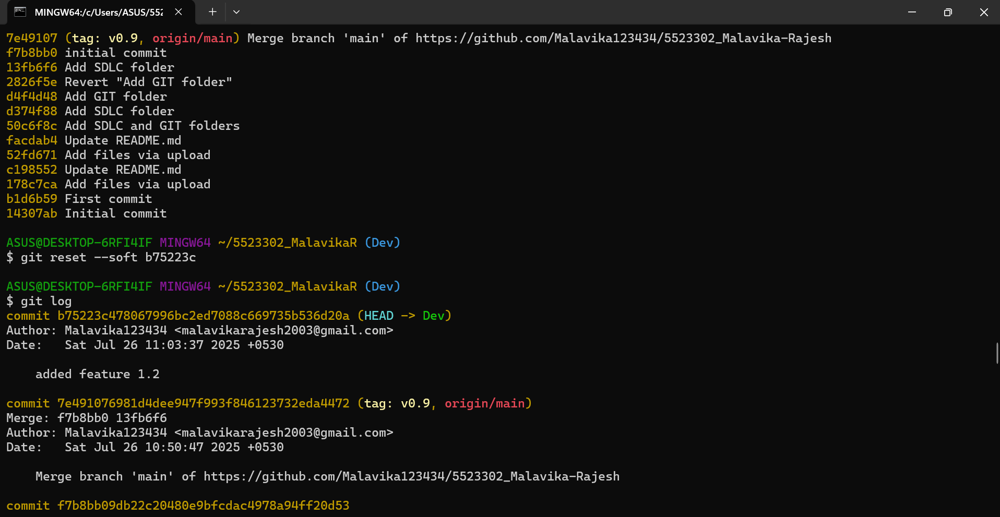 MINGW64:/c/Users/ASUS/552
7e49107 (tag: v0.9, origin/main) Merge branch 'main' of https://github.com/Malavika123434/5523302_Malavika-Rajesh
f7b8bb0 initial commit
13fb6f6 Add SDLC folder
2826f5e Revert "Add GIT folder"
d4f4d48 Add GIT folder
d374f88 Add SDLC folder
50c6f8c Add SDLC and GIT folders
facdab4 Update README.md
52fd671 Add files via upload
c198552 Update README.md
178c7ca Add files via upload
b1d6b59 First commit
14307ab Initial commit
ASUS@DESKTOP-6RFI4IF MINGW64 ~/5523302_MalavikaR (Dev)
$ git reset --soft b75223c
ASUS@DESKTOP-6RFI4IF MINGW64 ~/5523302_MalavikaR (Dev)
$ git log
commit b75223c478067996bc2ed7088c669735b536d20a (HEAD -> Dev)
Author: Malavika123434 <malavikarajesh2003@gmail.com>
Date:   Sat Jul 26 11:03:37 2025 +0530
added feature 1.2
commit 7e491076981d4dee947f993f846123732eda4472 (tag: v0.9, origin/main)
Merge: f7b8bb0 13fb6f6
Author: Malavika123434 <malavikarajesh2003@gmail.com>
Date:   Sat Jul 26 10:50:47 2025 +0530
Merge branch 'main' of https://github.com/Malavika123434/5523302_Malavika-Rajesh
commit f7b8bb09db22c20480e9bfcdac4978a94ff20d53